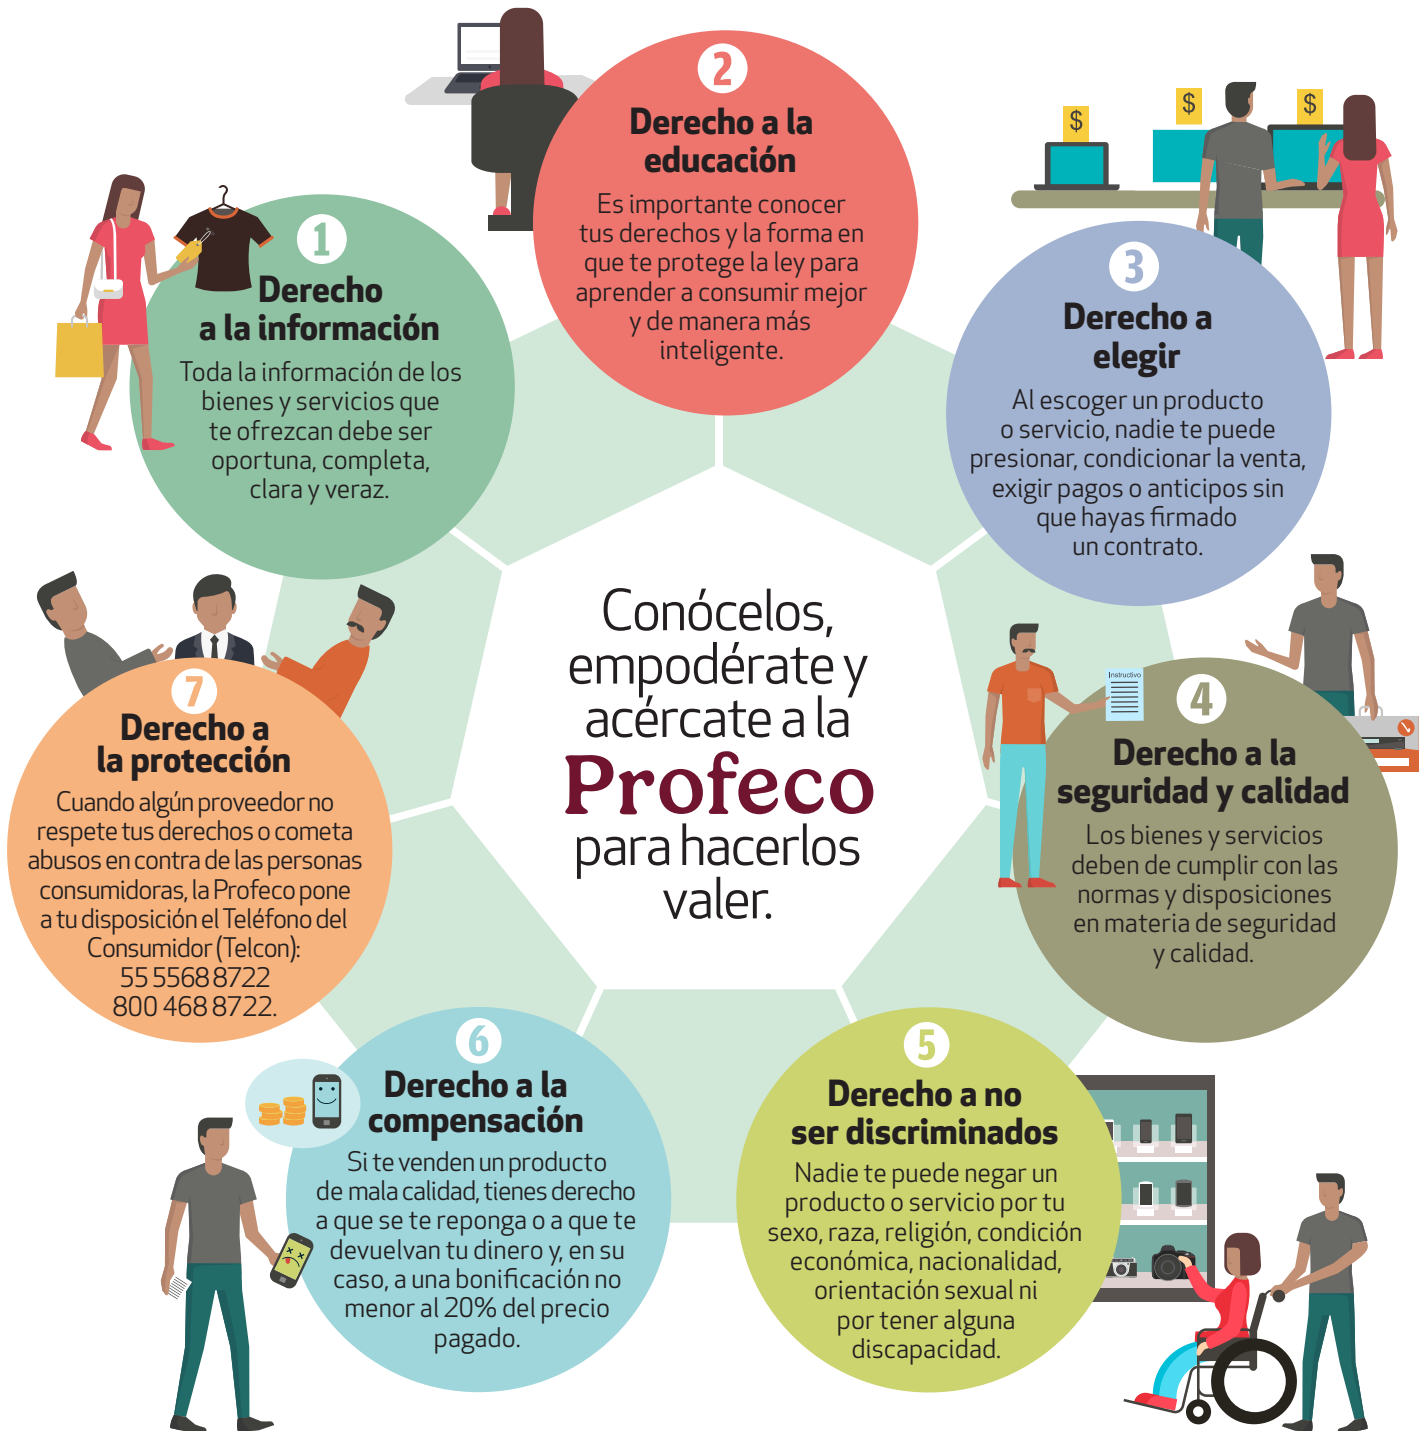 1
Derecho
a la información
Toda la información de los
bienes y servicios que
te ofrezcan debe ser
oportuna, completa,
clara y veraz.
2
Derecho a la
educación
Es importante conocer
tus derechos y la forma en
que te protege la ley para
aprender a consumir mejor
y de manera más
inteligente.
$
$
$
3
Derecho a
elegir
Al escoger un producto
o servicio, nadie te puede
presionar, condicionar la venta,
exigir pagos o anticipos sin
que hayas firmado
un contrato.
Instructivo
4
Derecho a la
seguridad y calidad
Los bienes y servicios
deben de cumplir con las
normas y disposiciones
en materia de seguridad
y calidad.
5
Derecho a no
ser discriminados
Nadie te puede negar un
producto o servicio por tu
sexo, raza, religión, condición
económica, nacionalidad,
orientación sexual ni
por tener alguna
discapacidad.
6
Derecho a la
compensación
Si te venden un producto
de mala calidad, tienes derecho
a que se te reponga o a que te
devuelvan tu dinero y, en su
caso, a una bonificación no
menor al 20% del precio
pagado.
7
Derecho a
la protección
Cuando algún proveedor no
respete tus derechos o cometa
abusos en contra de las personas
consumidoras, la Profeco pone
a tu disposición el Teléfono del
Consumidor (Telcon):
55 5568 8722
800 468 8722.
Conócelos,
empodérate y
acércate a la
Profeco
para hacerlos
valer.